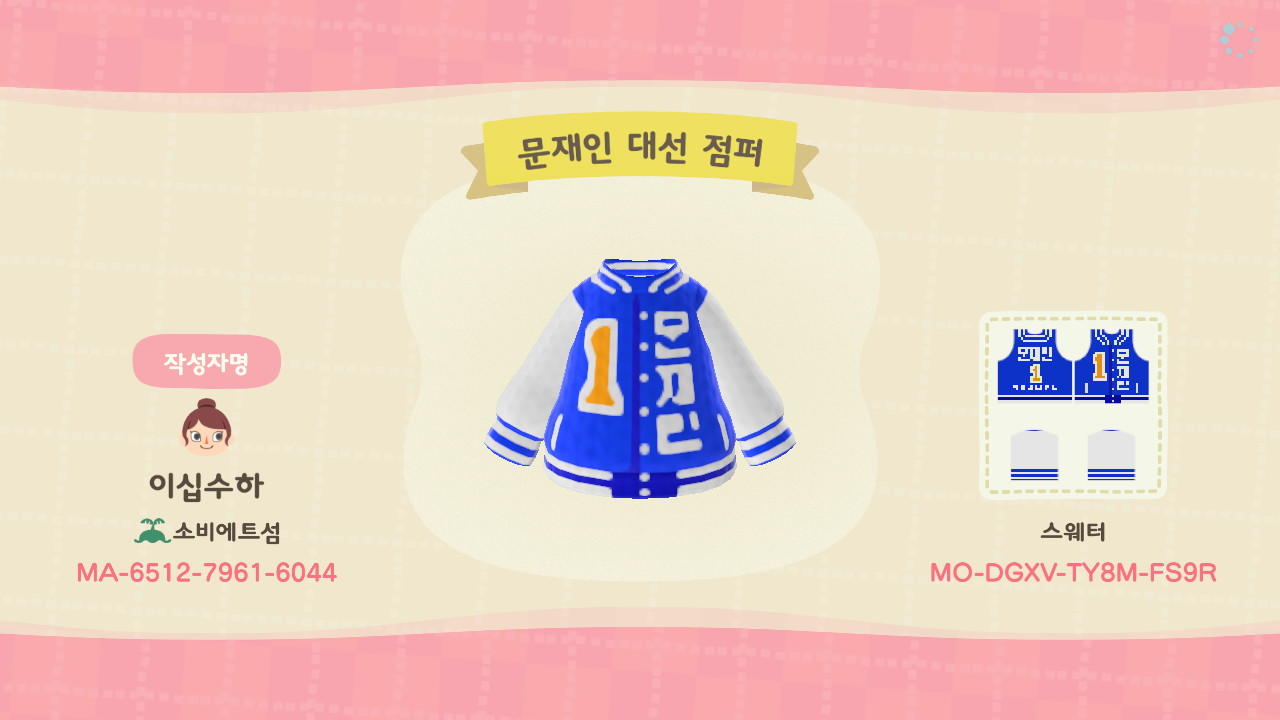 문재인 대선 점퍼
작성자명
이십수하
소비에트섬
MA-6512-7961-6044
1
문
재
인
스웨터
MO-DGXV-TY8M-FS9R